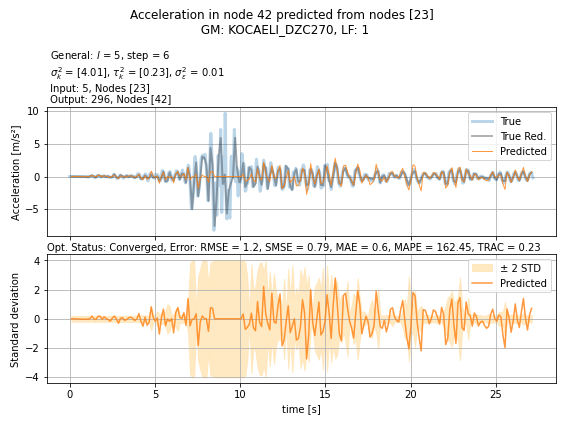 Acceleration in node 42 predicted from nodes [23]
GM: KOCAELI_DZC270, LF: 1
General: l = 5, step = 6
σ²ₖ = [4.01], τ²ₖ = [0.23], σ²ε = 0.01
Input: 5, Nodes [23]
Output: 296, Nodes [42]
Acceleration [m/s²]
10
5
0
−5
True
True Red.
Predicted
Opt. Status: Converged, Error: RMSE = 1.2, SMSE = 0.79, MAE = 0.6, MAPE = 162.45, TRAC = 0.23
Standard deviation
4
2
0
−2
−4
± 2 STD
Predicted
0 5 10 15 20 25
time [s]